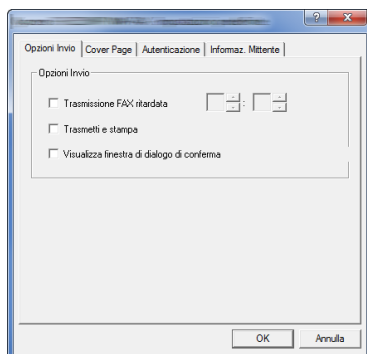 Opzioni Invio Cover Page Autenticazione Informaz. Mittente
Opzioni Invio
Trasmissione FAX ritardata :
Trasmetti e stampa
Visualizza finestra di dialogo di conferma
OK Annulla